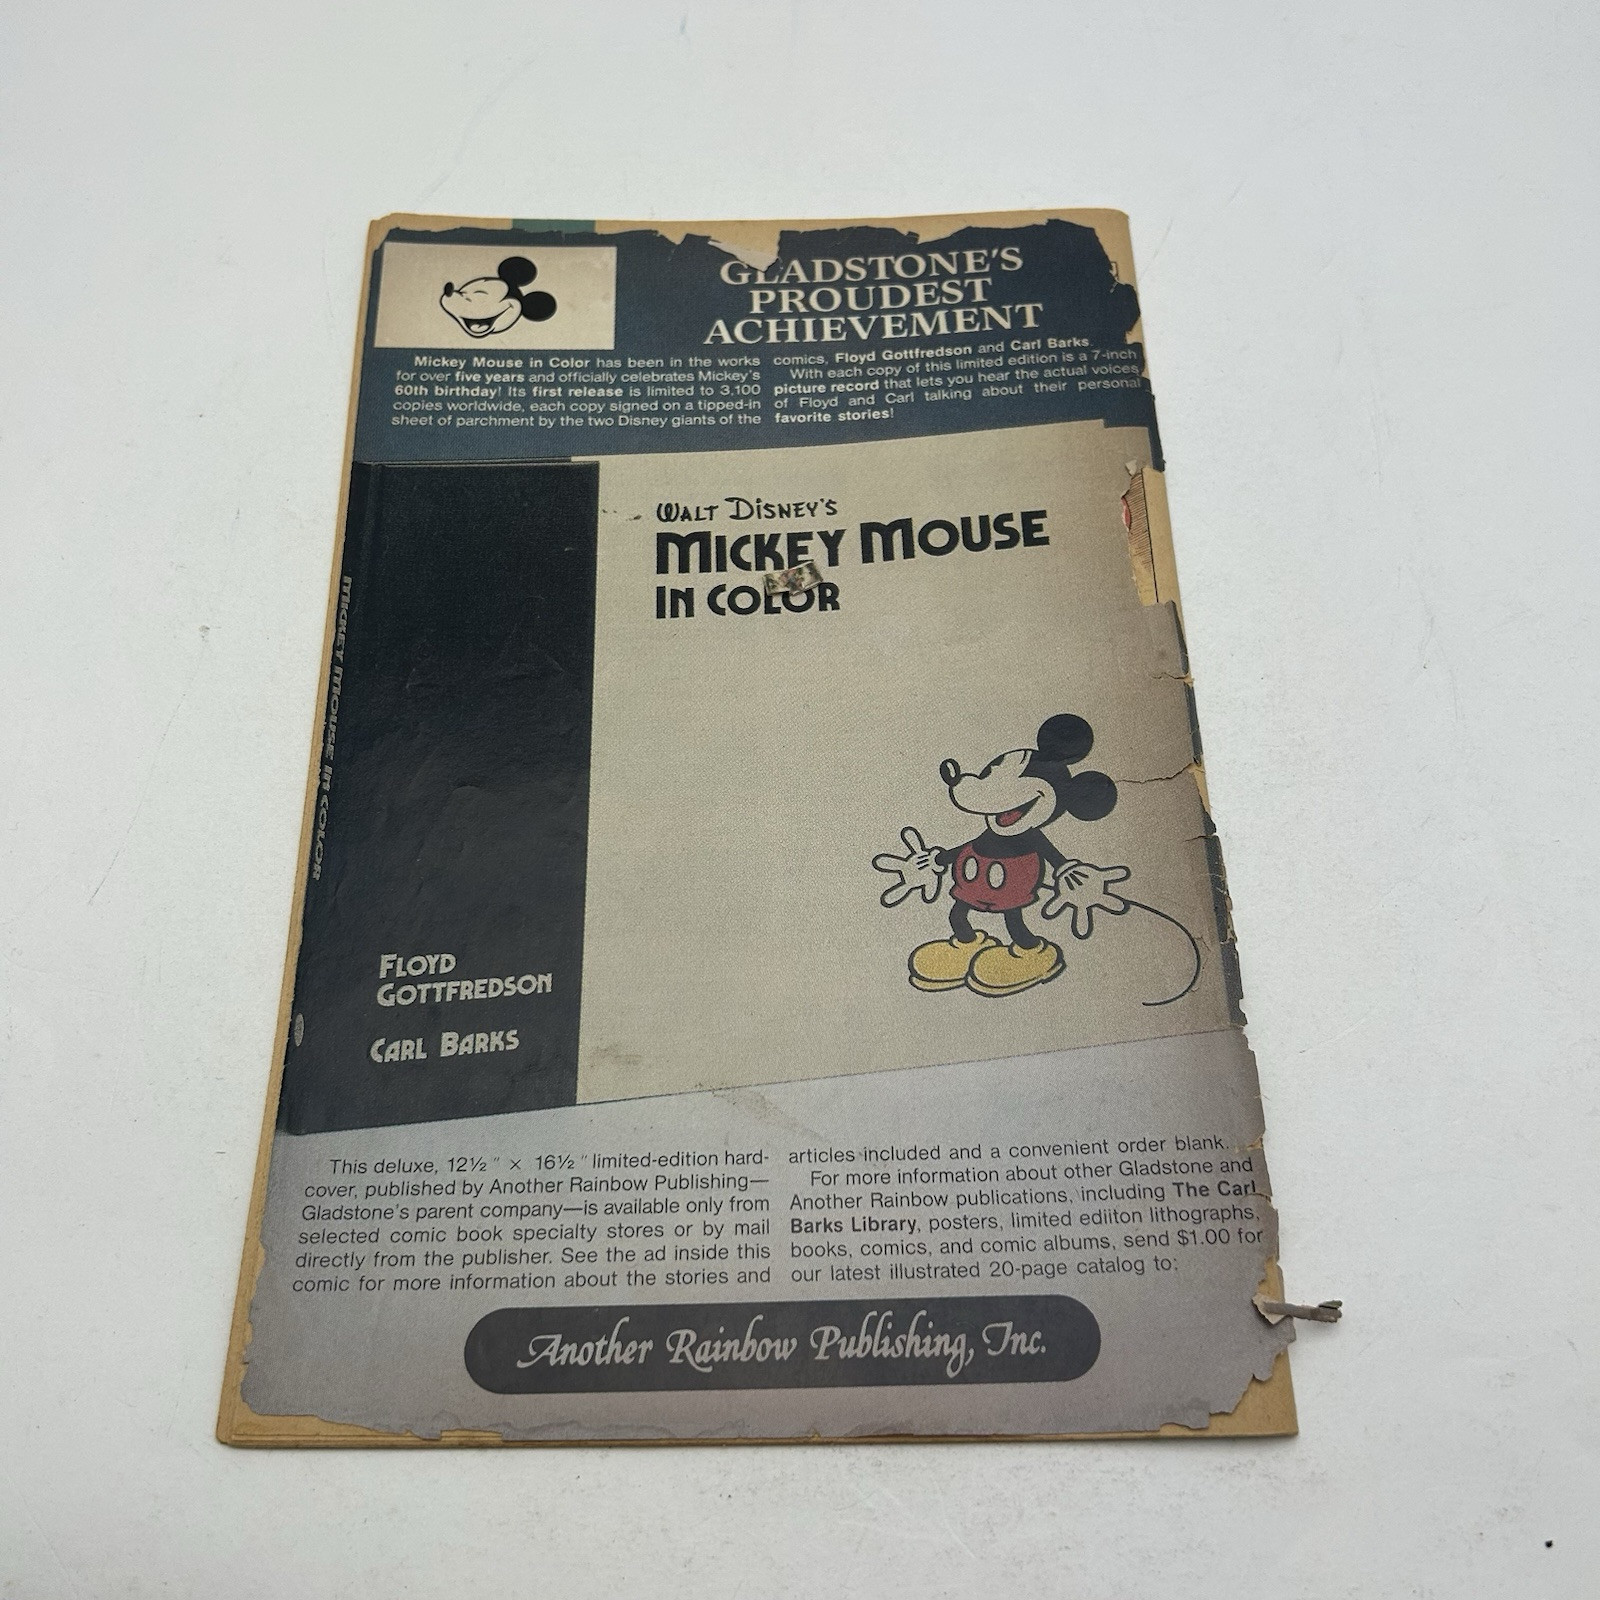 GLADSTONE'S
PROUDEST
ACHIEVEMENT
Mickey Mouse in Color has been in the works
for over five years and officially celebrates Mickey's
60th birthday! Its first release is limited to 3,100
copies worldwide, each copy signed on a tipped-in
sheet of parchment by the two Disney giants of the
comics, Floyd Gottfredson and Carl Barks.
With each copy of this limited edition is a 7-inch
picture record that lets you hear the actual voices
of Floyd and Carl talking about their personal
favorite stories!
WALT DISNEY'S
MICKEY MOUSE
IN COLOR
MICKEY MOUSE IN COLOR
FLOYD
GOTTFREDSON
CARL BARKS
This deluxe, 12½" × 16½" limited-edition hard-
cover, published by Another Rainbow Publishing—
Gladstone's parent company—is available only from
selected comic book specialty stores or by mail
directly from the publisher. See the ad inside this
comic for more information about the stories and
articles included and a convenient order blank.
For more information about other Gladstone and
Another Rainbow publications, including The Carl
Barks Library, posters, limited ediiton lithographs,
books, comics, and comic albums, send $1.00 for
our latest illustrated 20-page catalog to:
Another Rainbow Publishing, Inc.